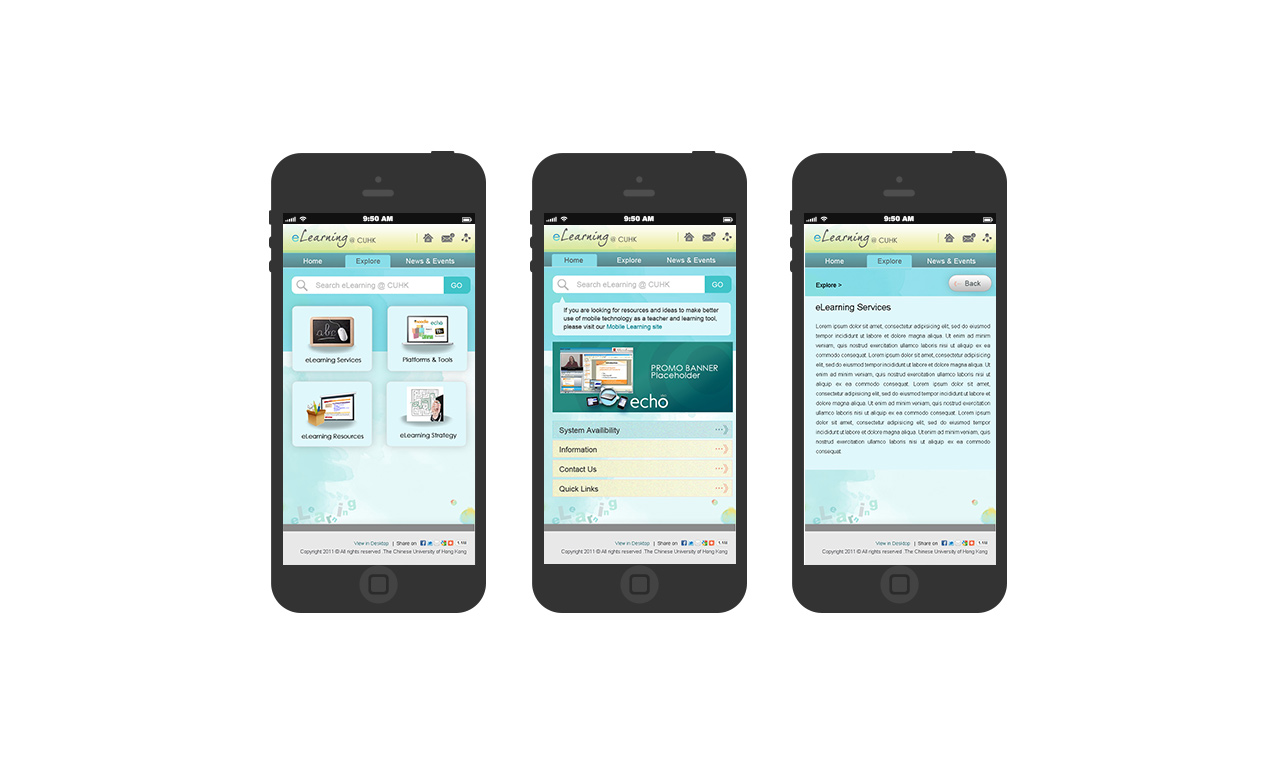 9:50 AM
eLearning @ CUHK
Home Explore News & Events
Search eLearning @ CUHK GO
abc
echo
eLearning Services Platforms & Tools
eLearning Resources eLearning Strategy
eLearning
View in Desktop | Share on
Copyright 2011 © All rights reserved .The Chinese University of Hong Kong
9:50 AM
eLearning @ CUHK
Home Explore News & Events
Search eLearning @ CUHK GO
If you are looking for resources and ideas to make better
use of mobile technology as a teacher and learning tool,
please visit our Mobile Learning site
PROMO BANNER
Placeholder
echo
System Availibility
Information
Contact Us
Quick Links
eLearning
View in Desktop | Share on
Copyright 2011 © All rights reserved .The Chinese University of Hong Kong
9:50 AM
eLearning @ CUHK
Home Explore News & Events
Explore > Back
eLearning Services
Lorem ipsum dolor sit amet, consectetur adipisicing elit, sed do eiusmod
tempor incididunt ut labore et dolore magna aliqua. Ut enim ad minim
veniam, quis nostrud exercitation ullamco laboris nisi ut aliquip ex ea
commodo consequat. Lorem ipsum dolor sit amet, consectetur adipisicing
elit, sed do eiusmod tempor incididunt ut labore et dolore magna aliqua.
Ut enim ad minim veniam, quis nostrud exercitation ullamco laboris nisi ut
aliquip ex ea commodo consequat. Lorem ipsum dolor sit amet,
consectetur adipisicing elit, sed do eiusmod tempor incididunt ut labore et
dolore magna aliqua. Ut enim ad minim veniam, quis nostrud exercitation
ullamco laboris nisi ut aliquip ex ea commodo consequat. Lorem ipsum
dolor sit amet, consectetur adipisicing elit, sed do eiusmod tempor
incididunt ut labore et dolore magna aliqua. Uterium ad minim veniam, quis
nostrud exercitation ullamco laboris nisi ut aliquip ex ea commodo
consequat.
eLearning
View in Desktop | Share on
Copyright 2011 © All rights reserved .The Chinese University of Hong Kong